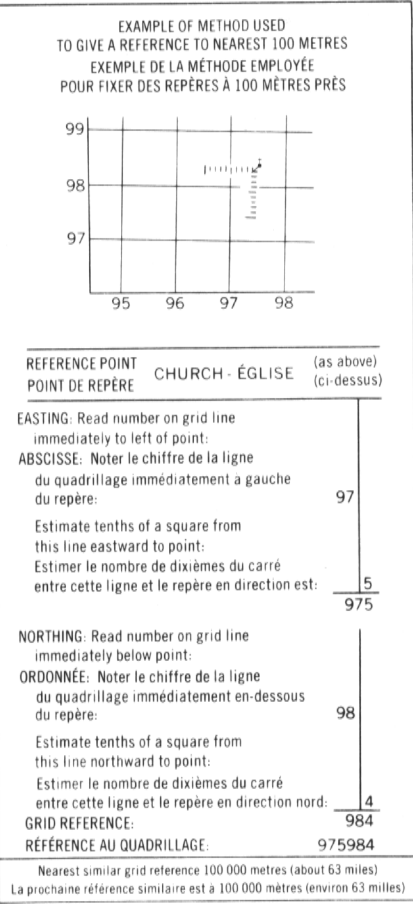 EXAMPLE OF METHOD USED
TO GIVE A REFERENCE TO NEAREST 100 METRES
EXEMPLE DE LA MÉTHODE EMPLOYÉE
POUR FIXER DES REPÈRES À 100 MÈTRES PRÈS
99
98
97
95 96 97 98
REFERENCE POINT
POINT DE REPÈRE
CHURCH - ÉGLISE
(as above)
(ci-dessus)
EASTING: Read number on grid line
immediately to left of point:
ABSCISSE: Noter le chiffre de la ligne
du quadrillage immédiatement a gauche
du repère: 97
Estimate tenths of a square from
this line eastward to point:
Estimer le nombre de dixièmes du carré
entre cette ligne et le repère en direction est: 5
975
NORTHING: Read number on grid line
immediately below point:
ORDONNÉE: Noter le chiffre de la ligne
du quadrillage immédiatement en-dessous
du repère: 98
Estimate tenths of a square from
this line northward to point:
Estimer le nombre de dixièmes du carré
entre cette ligne et le repère en direction nord: 4
GRID REFERENCE: 984
RÉFÉRENCE AU QUADRILLAGE: 975984
Nearest similar grid reference 100 000 metres (about 63 miles)
La prochaine référence similaire est à 100 000 mètres (environ 63 milles)